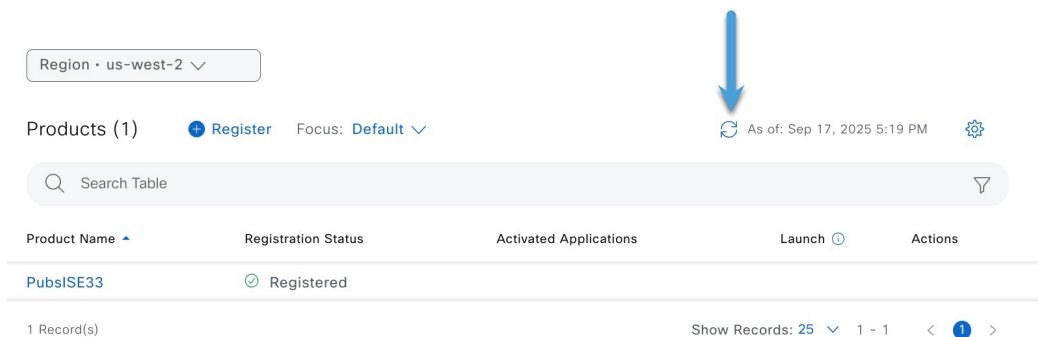 Region • us-west-2
Products (1) Register Focus: Default As of: Sep 17, 2025 5:19 PM
Search Table
Product Name Registration Status Activated Applications Launch Actions
PubsISE33 Registered
1 Record(s) Show Records: 25 1 - 1 1